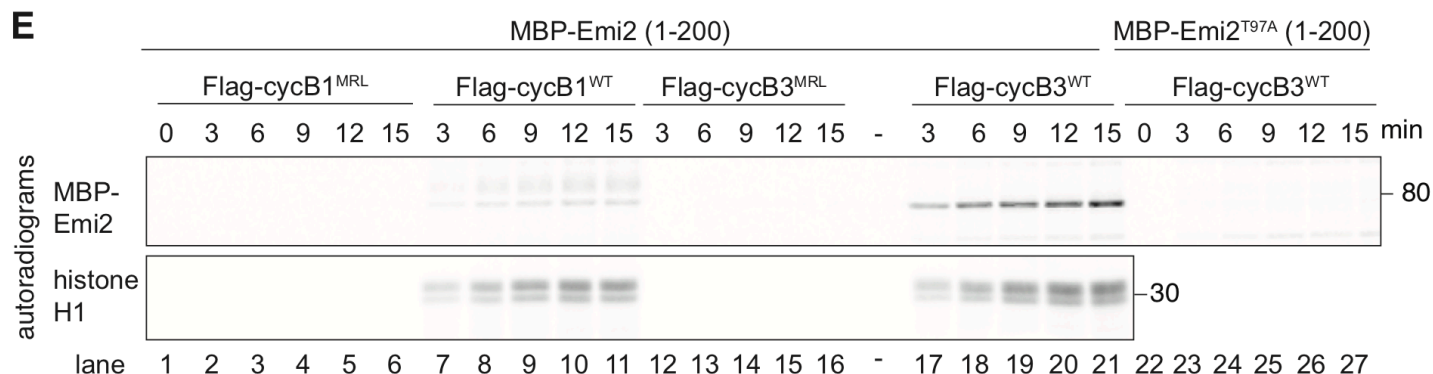 E
MBP-Emi2 (1-200) MBP-Emi2T97A (1-200)
Flag-cycB1MRL Flag-cycB1WT Flag-cycB3MRL Flag-cycB3WT Flag-cycB3WT
0 3 6 9 12 15 3 6 9 12 15 3 6 9 12 15 - 3 6 9 12 15 0 3 6 9 12 15 min
autoradiograms
MBP-
Emi2
80
histone
H1
30
lane 1 2 3 4 5 6 7 8 9 10 11 12 13 14 15 16 - 17 18 19 20 21 22 23 24 25 26 27